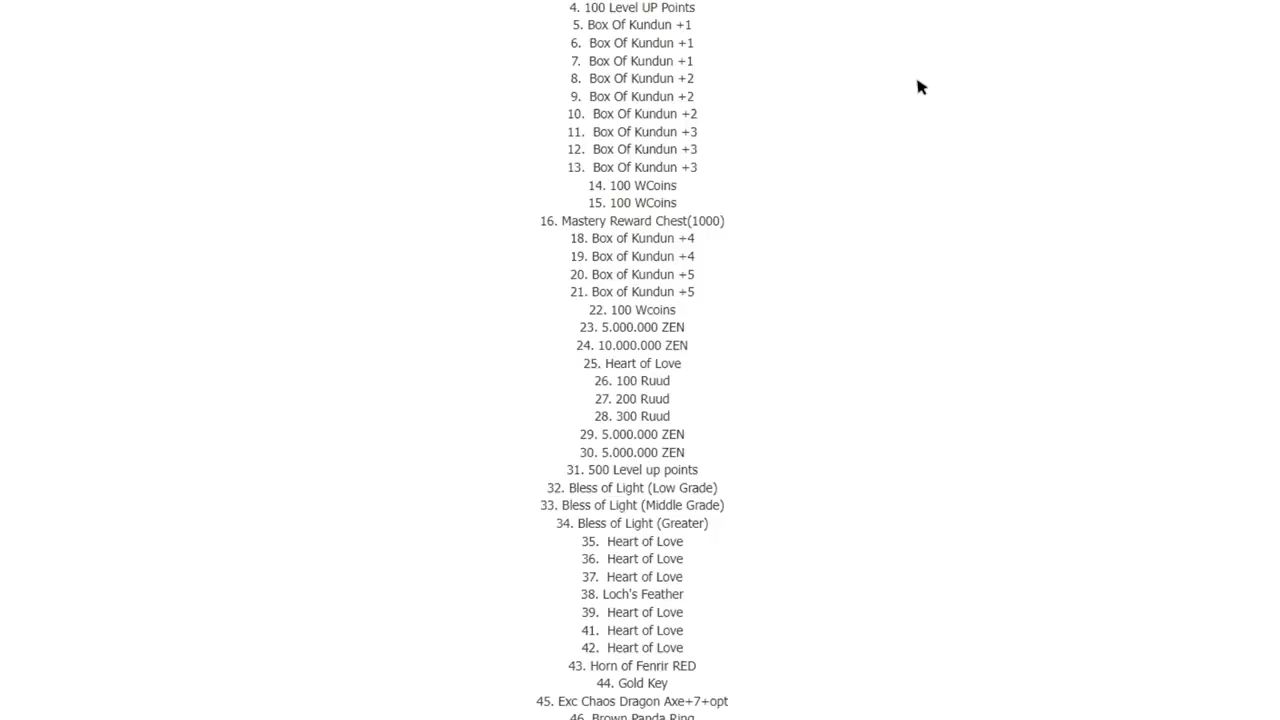 4. 100 Level UP Points
5. Box Of Kundun +1
6. Box Of Kundun +1
7. Box Of Kundun +1
8. Box Of Kundun +2
9. Box Of Kundun +2
10. Box Of Kundun +2
11. Box Of Kundun +3
12. Box Of Kundun +3
13. Box Of Kundun +3
14. 100 WCoins
15. 100 WCoins
16. Mastery Reward Chest(1000)
18. Box of Kundun +4
19. Box of Kundun +4
20. Box of Kundun +5
21. Box of Kundun +5
22. 100 Wcoins
23. 5.000.000 ZEN
24. 10.000.000 ZEN
25. Heart of Love
26. 100 Ruud
27. 200 Ruud
28. 300 Ruud
29. 5.000.000 ZEN
30. 5.000.000 ZEN
31. 500 Level up points
32. Bless of Light (Low Grade)
33. Bless of Light (Middle Grade)
34. Bless of Light (Greater)
35. Heart of Love
36. Heart of Love
37. Heart of Love
38. Loch's Feather
39. Heart of Love
41. Heart of Love
42. Heart of Love
43. Horn of Fenrir RED
44. Gold Key
45. Exc Chaos Dragon Axe+7+opt
46. Brown Panda Ring